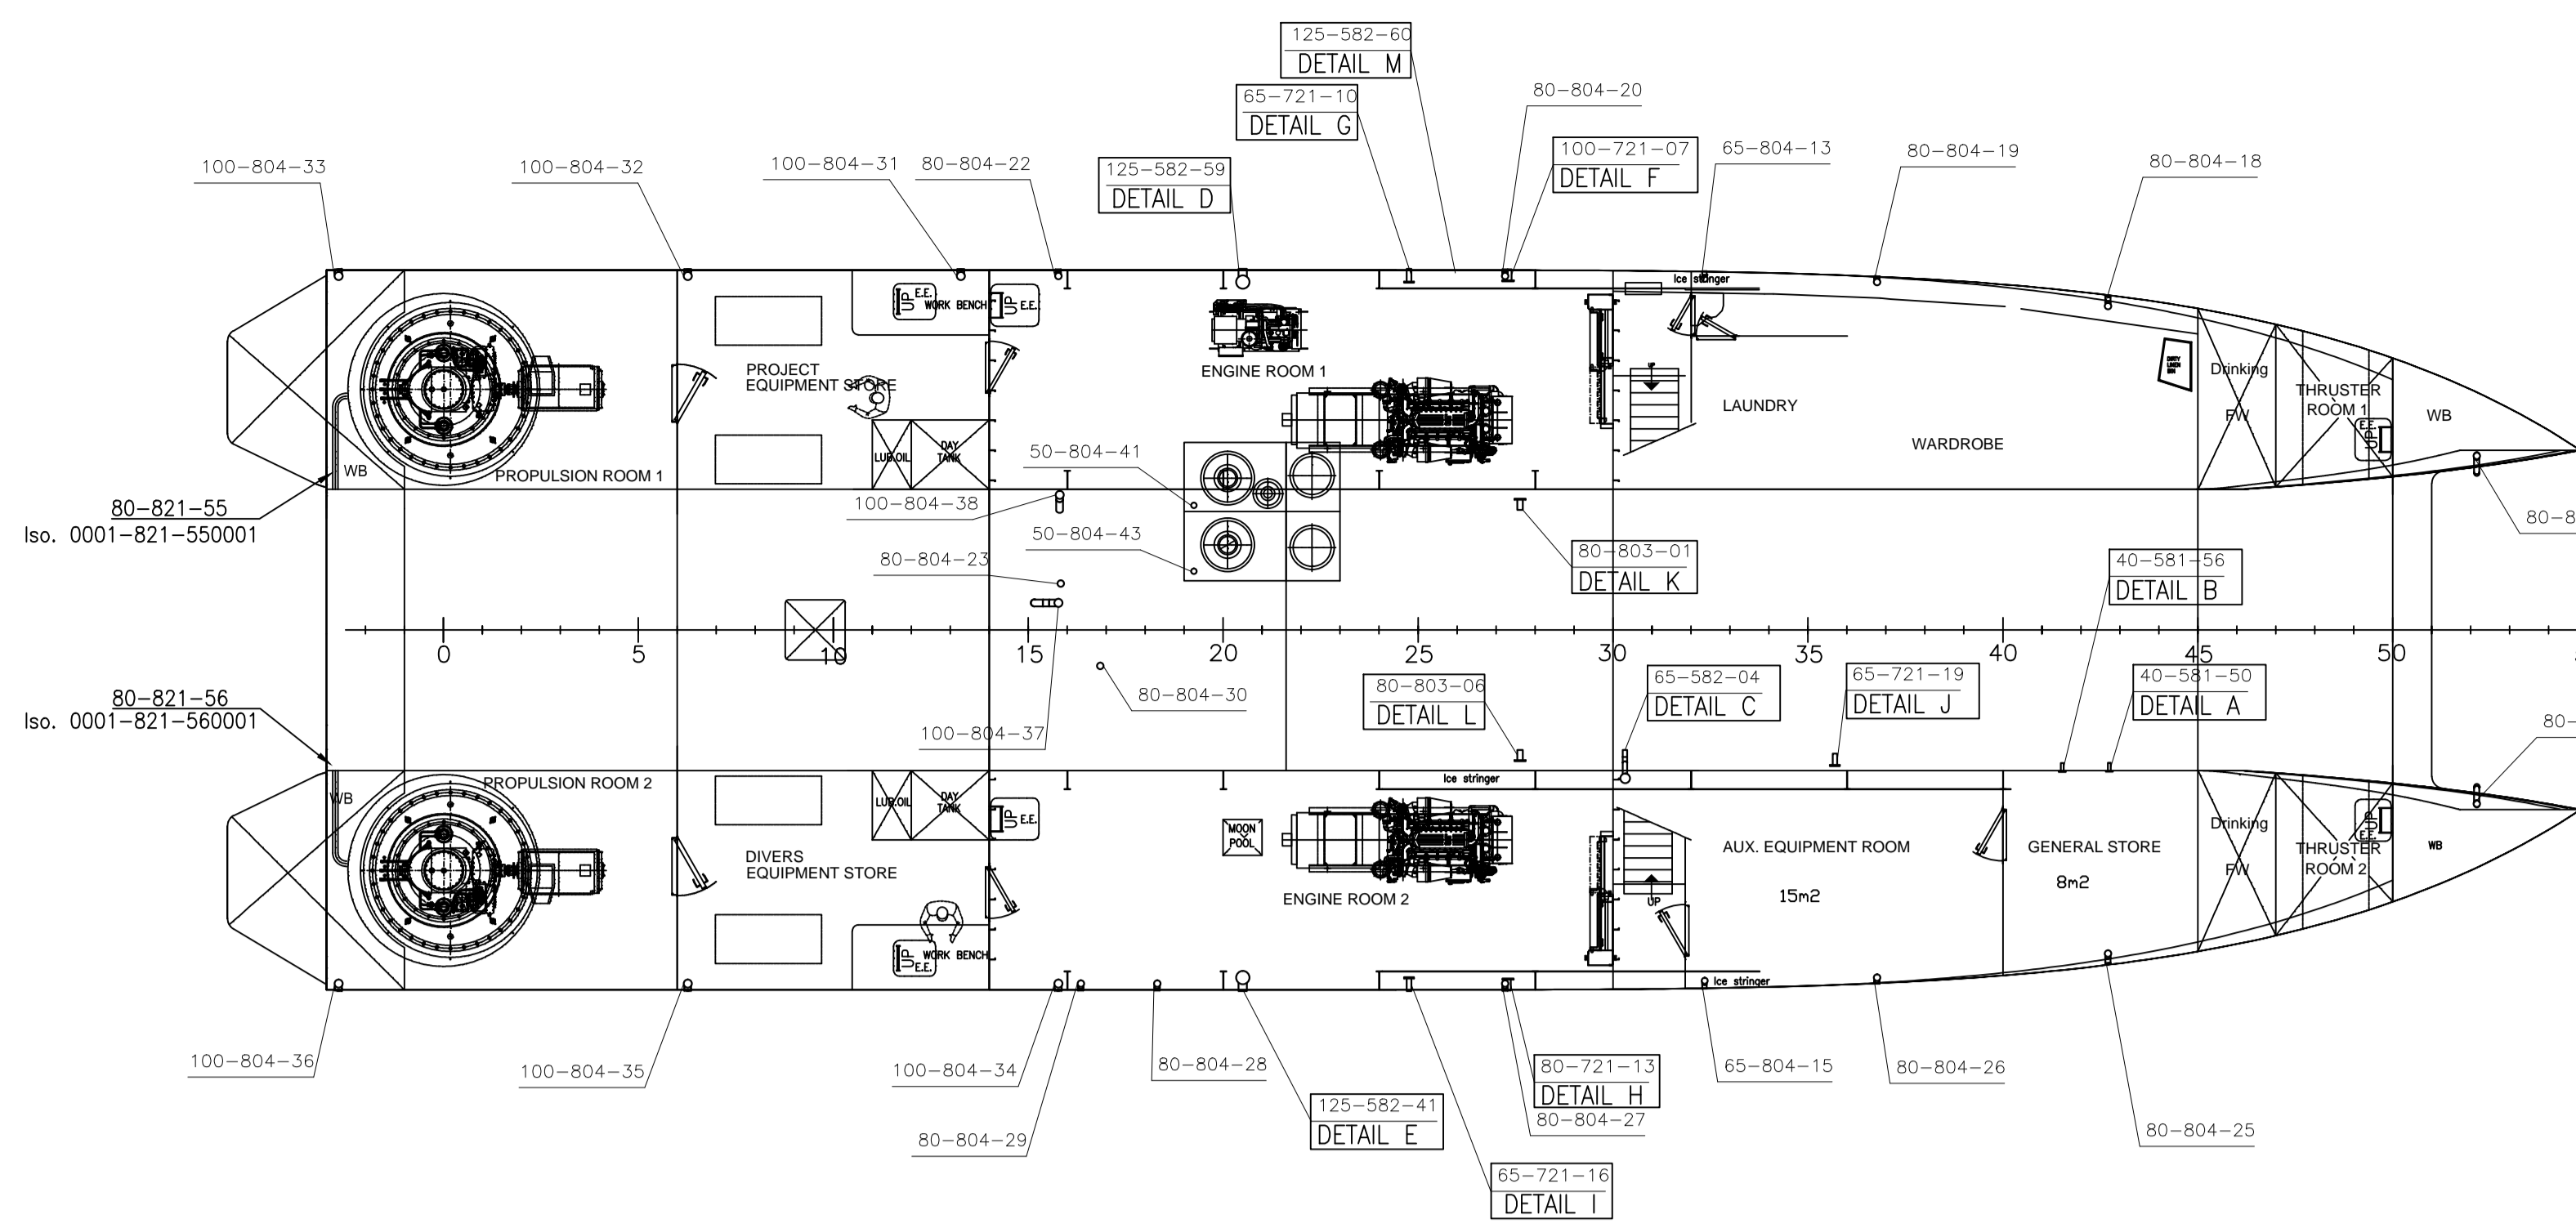 125-582-60
DETAIL M
65-721-10
DETAIL G
80-804-20
100-804-33
100-804-32
100-804-31
80-804-22
125-582-59
DETAIL D
100-721-07
DETAIL F
65-804-13
80-804-19
80-804-18
Ice stringer
UP
E.E.
WORK BENCH
UP
E.E.
PROJECT
EQUIPMENT STORE
ENGINE ROOM 1
UP
LAUNDRY
WARDROBE
DIRTY
LINEN
BIN
Drinking
FW
THRUSTER
ROOM 1
E.E.
UP
WB
LUB.OIL
DAY
TANK
WB
PROPULSION ROOM 1
50-804-41
100-804-38
80-821-55
Iso. 0001-821-550001
50-804-43
80-804-23
80-803-01
DETAIL K
40-581-56
DETAIL B
80-8
0
5
10
15
20
25
30
35
40
45
50
80-821-56
Iso. 0001-821-560001
80-804-30
100-804-37
80-803-06
DETAIL L
65-582-04
DETAIL C
65-721-19
DETAIL J
40-581-50
DETAIL A
80-
PROPULSION ROOM 2
WB
LUB.OIL
DAY
TANK
UP
E.E.
Ice stringer
MOON
POOL
DIVERS
EQUIPMENT STORE
ENGINE ROOM 2
UP
AUX. EQUIPMENT ROOM
15m2
GENERAL STORE
8m2
Drinking
FW
THRUSTER
ROOM 2
UP
E.E.
WB
UP
E.E.
WORK BENCH
Ice stringer
100-804-36
100-804-35
100-804-34
80-804-29
80-804-28
125-582-41
DETAIL E
80-721-13
DETAIL H
80-804-27
65-721-16
DETAIL I
65-804-15
80-804-26
80-804-25